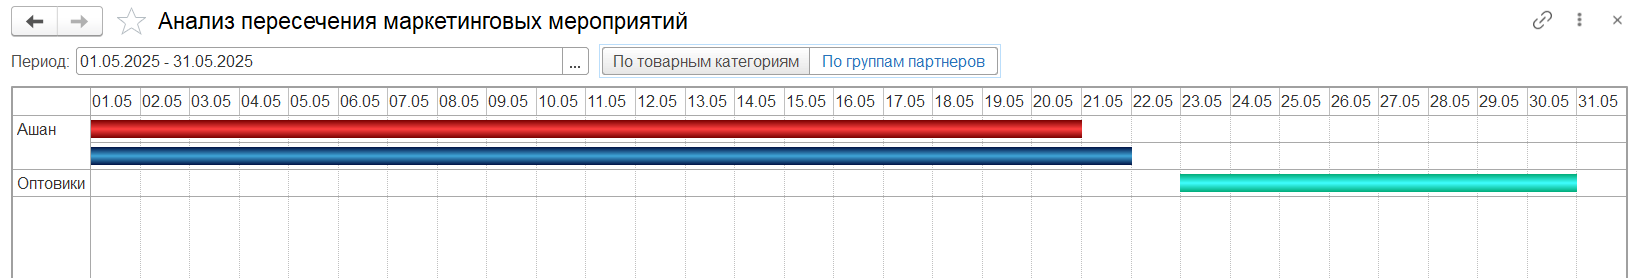 Анализ пересечения маркетинговых мероприятий
Период: 01.05.2025 - 31.05.2025 ... По товарным категориям По группам партнеров
01.05 02.05 03.05 04.05 05.05 06.05 07.05 08.05 09.05 10.05 11.05 12.05 13.05 14.05 15.05 16.05 17.05 18.05 19.05 20.05 21.05 22.05 23.05 24.05 25.05 26.05 27.05 28.05 29.05 30.05 31.05
Ашан
Оптовики